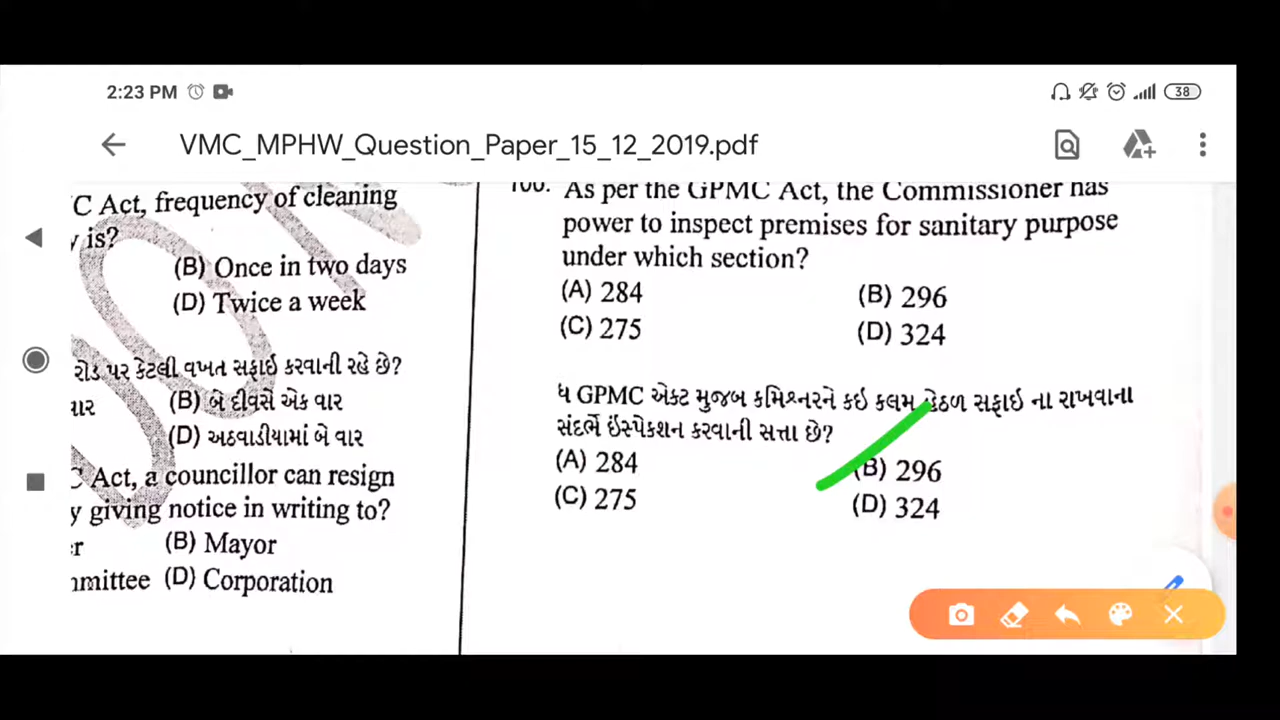 2:23 PM
38
VMC_MPHW_Question_Paper_15_12_2019.pdf
C Act, frequency of cleaning
y is?
(B) Once in two days
(D) Twice a week
રોડ પર કેટલી વખત સફાઇ કરવાની રહે છે?
વાર (B) બે દીવસે એક વાર
(D) અઠવાડીયામાં બે વાર
C Act, a councillor can resign
y giving notice in writing to?
er (B) Mayor
mmittee (D) Corporation
100. As per the GPMC Act, the Commissioner has
power to inspect premises for sanitary purpose
under which section?
(A) 284 (B) 296
(C) 275 (D) 324
ધ GPMC એક્ટ મુજબ કમિશ્નરને કઇ કલમ હેઠળ સફાઇ ના રાખવાના
સંદર્ભે ઇંસ્પેકશન કરવાની સત્તા છે?
(A) 284 (B) 296
(C) 275 (D) 324